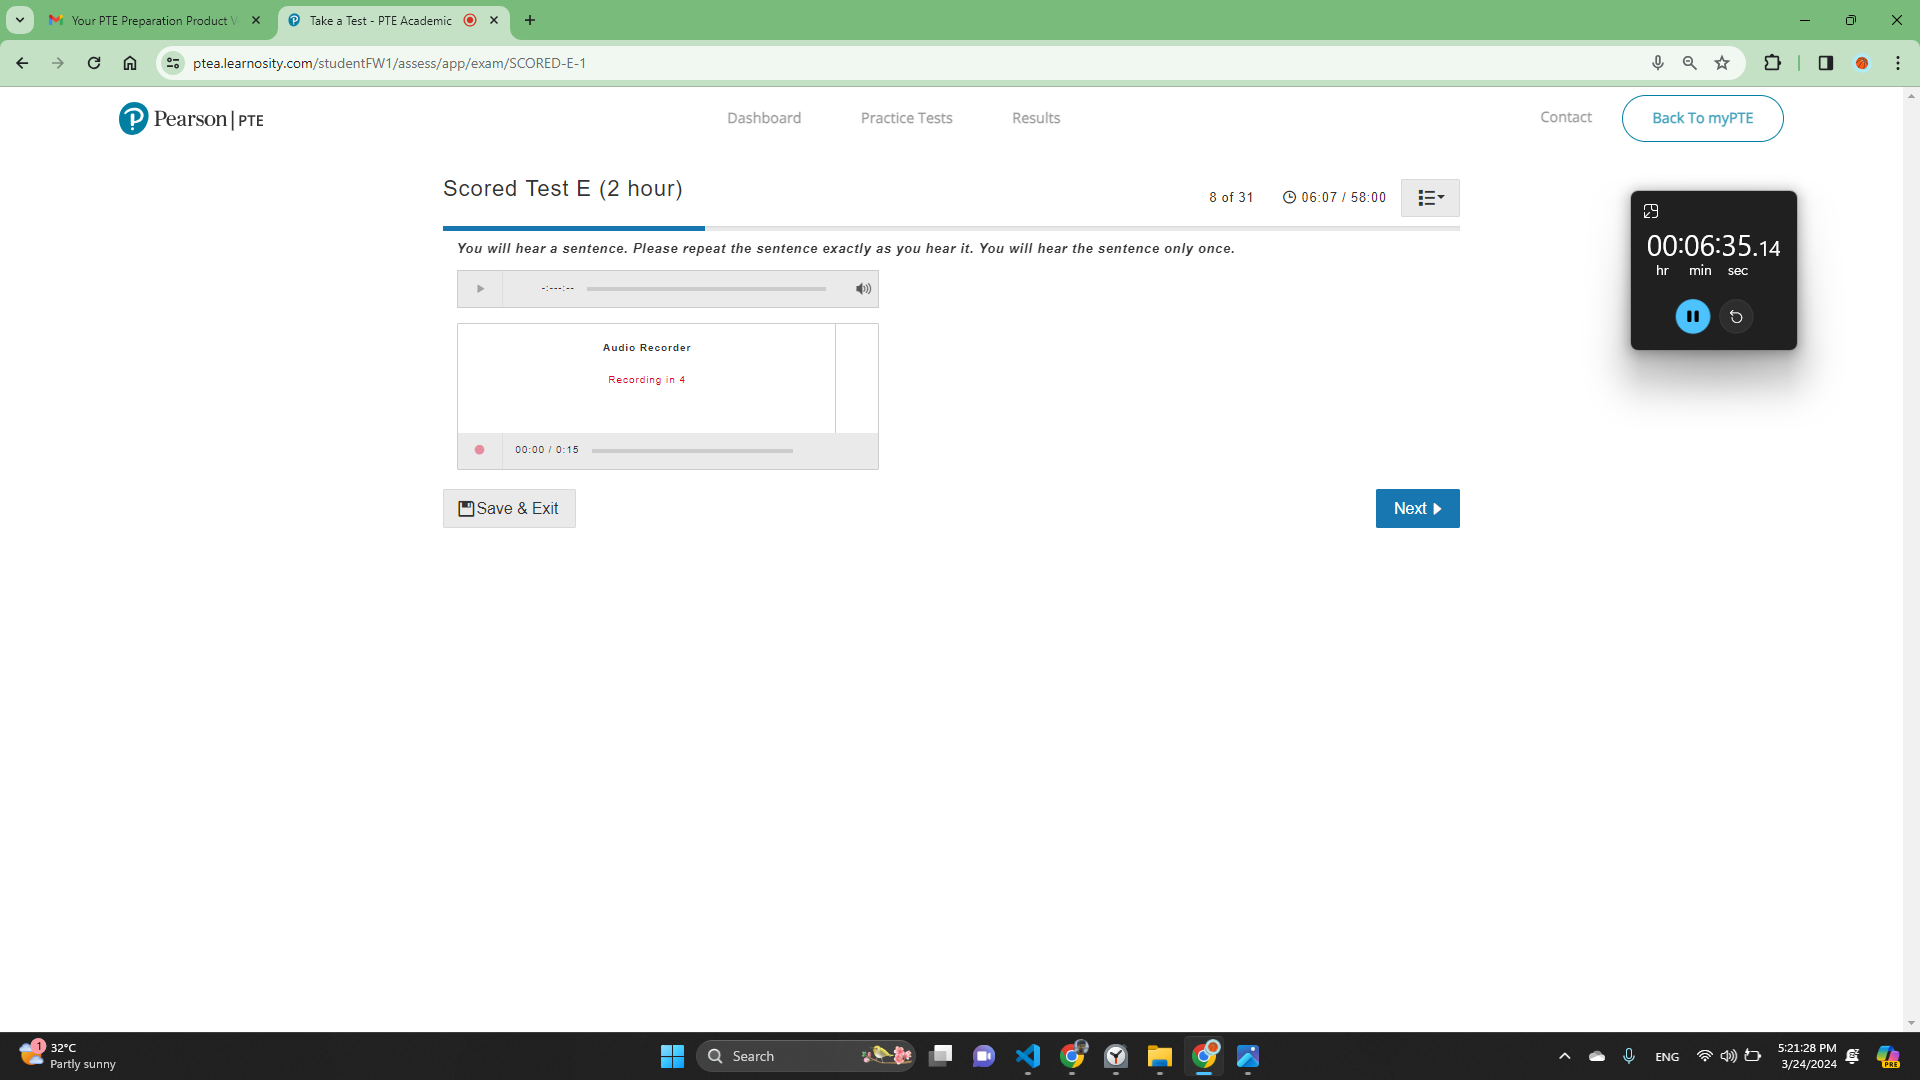 Your PTE Preparation Product V
Take a Test - PTE Academic
ptea.learnosity.com/studentFW1/assess/app/exam/SCORED-E-1
Pearson | PTE
Dashboard
Practice Tests
Results
Contact
Back To myPTE
Scored Test E (2 hour)
8 of 31
06:07 / 58:00
You will hear a sentence. Please repeat the sentence exactly as you hear it. You will hear the sentence only once.
-:---:--
Audio Recorder
Recording in 4
00:00 / 0:15
Save & Exit
Next
00:06:35.14
hr min sec
1
32°C
Partly sunny
Search
ENG
5:21:28 PM
3/24/2024
PRE